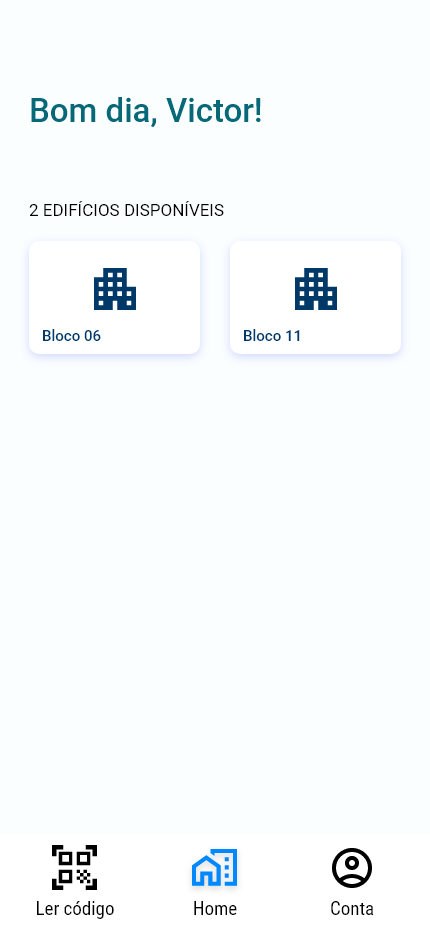 Bom dia, Victor!
2 EDIFÍCIOS DISPONÍVEIS
Bloco 06
Bloco 11
Ler código
Home
Conta